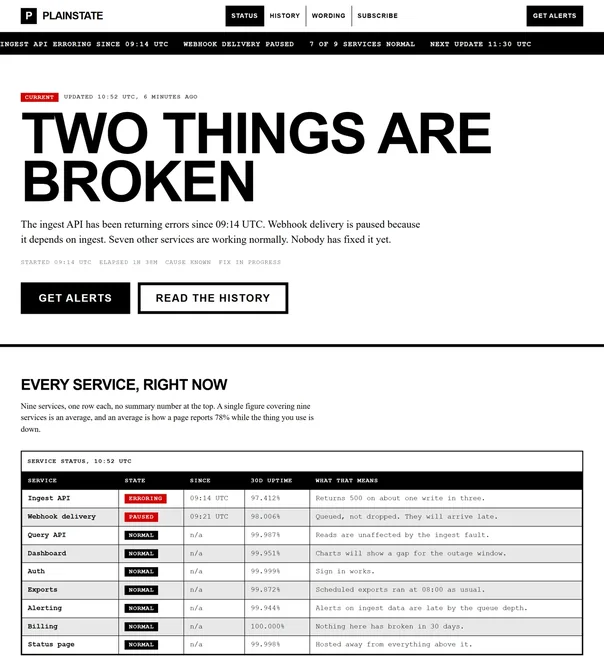 P PLAINSTATE
STATUS HISTORY WORDING SUBSCRIBE
GET ALERTS
INGEST API ERRORING SINCE 09:14 UTC WEBHOOK DELIVERY PAUSED 7 OF 9 SERVICES NORMAL NEXT UPDATE 11:30 UTC
CURRENT UPDATED 10:52 UTC, 6 MINUTES AGO
TWO THINGS ARE
BROKEN
The ingest API has been returning errors since 09:14 UTC. Webhook delivery is paused because
it depends on ingest. Seven other services are working normally. Nobody has fixed it yet.
STARTED 09:14 UTC ELAPSED 1H 38M CAUSE KNOWN FIX IN PROGRESS
GET ALERTS READ THE HISTORY
EVERY SERVICE, RIGHT NOW
Nine services, one row each, no summary number at the top. A single figure covering nine
services is an average, and an average is how a page reports 78% while the thing you use is
down.
SERVICE STATUS, 10:52 UTC
SERVICE STATE SINCE 30D UPTIME WHAT THAT MEANS
Ingest API ERRORING 09:14 UTC 97.412% Returns 500 on about one write in three.
Webhook delivery PAUSED 09:21 UTC 98.006% Queued, not dropped. They will arrive late.
Query API NORMAL n/a 99.987% Reads are unaffected by the ingest fault.
Dashboard NORMAL n/a 99.951% Charts will show a gap for the outage window.
Auth NORMAL n/a 99.999% Sign in works.
Exports NORMAL n/a 99.872% Scheduled exports ran at 08:00 as usual.
Alerting NORMAL n/a 99.944% Alerts on ingest data are late by the queue depth.
Billing NORMAL n/a 100.000% Nothing here has broken in 30 days.
Status page NORMAL n/a 99.998% Hosted away from everything above it.